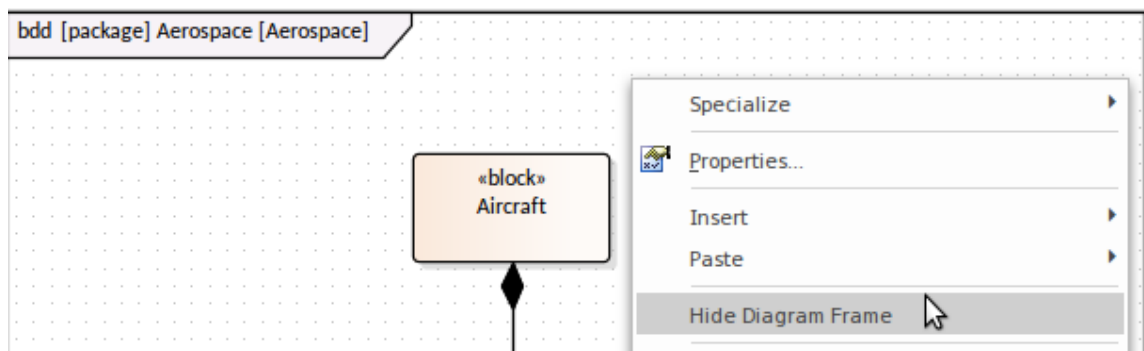 bdd [package] Aerospace [Aerospace]
«block»
Aircraft
Specialize
Properties...
Insert
Paste
Hide Diagram Frame